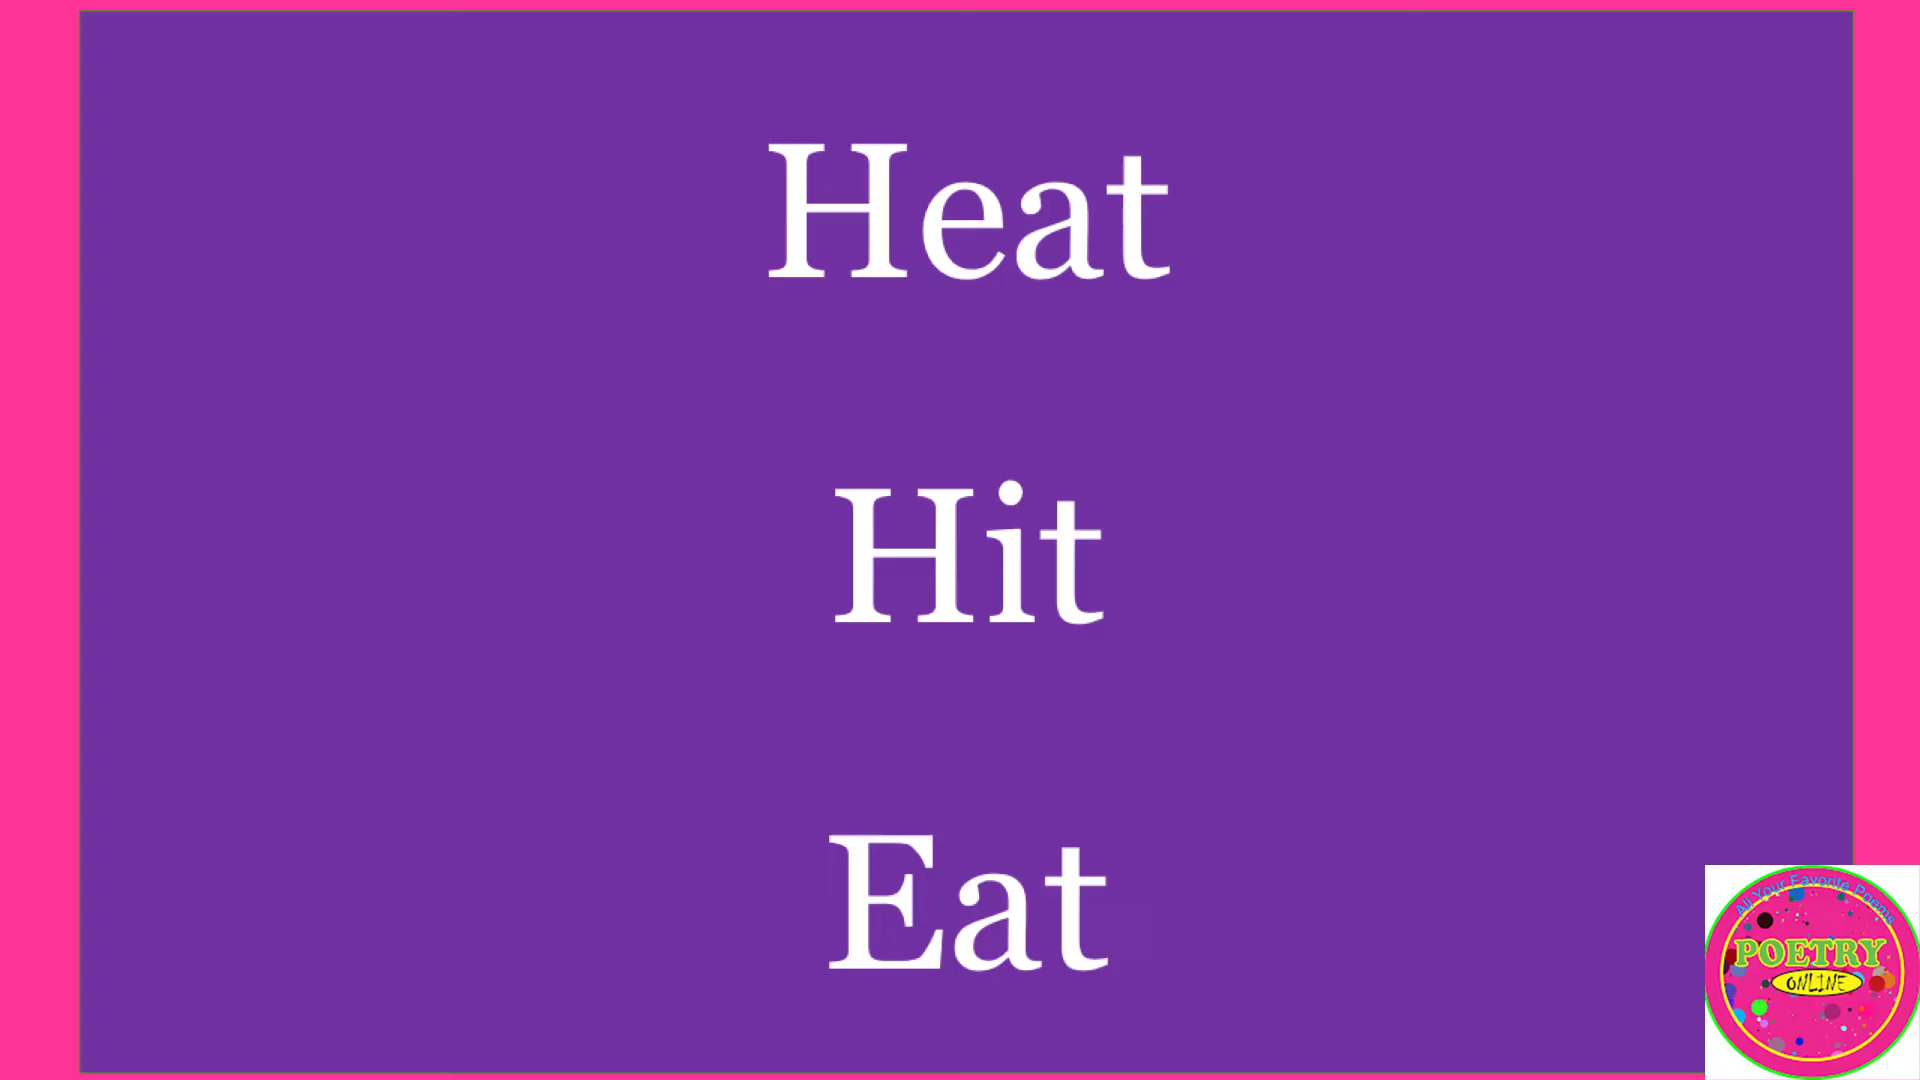 Heat
Hit
Eat
All Your Favorite Poems
POETRY
ONLINE